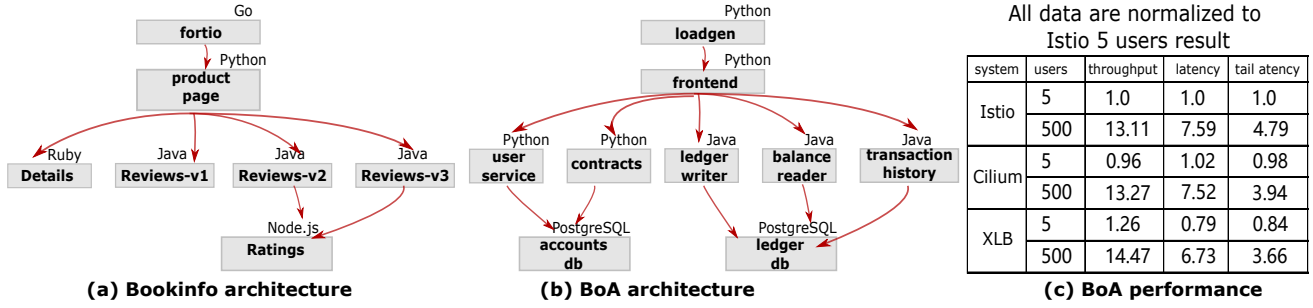 Go
fortio
Python
product
page
Ruby
Details
Java
Reviews-v1
Java
Reviews-v2
Java
Reviews-v3
Node.js
Ratings
(a) Bookinfo architecture
Python
loadgen
Python
frontend
Python
user
service
Python
contracts
Java
ledger
writer
Java
balance
reader
Java
transaction
history
PostgreSQL
accounts
db
PostgreSQL
ledger
db
(b) BoA architecture
All data are normalized to
Istio 5 users result
system users throughput latency tail atency
Istio 5 1.0 1.0 1.0
500 13.11 7.59 4.79
Cilium 5 0.96 1.02 0.98
500 13.27 7.52 3.94
XLB 5 1.26 0.79 0.84
500 14.47 6.73 3.66
(c) BoA performance